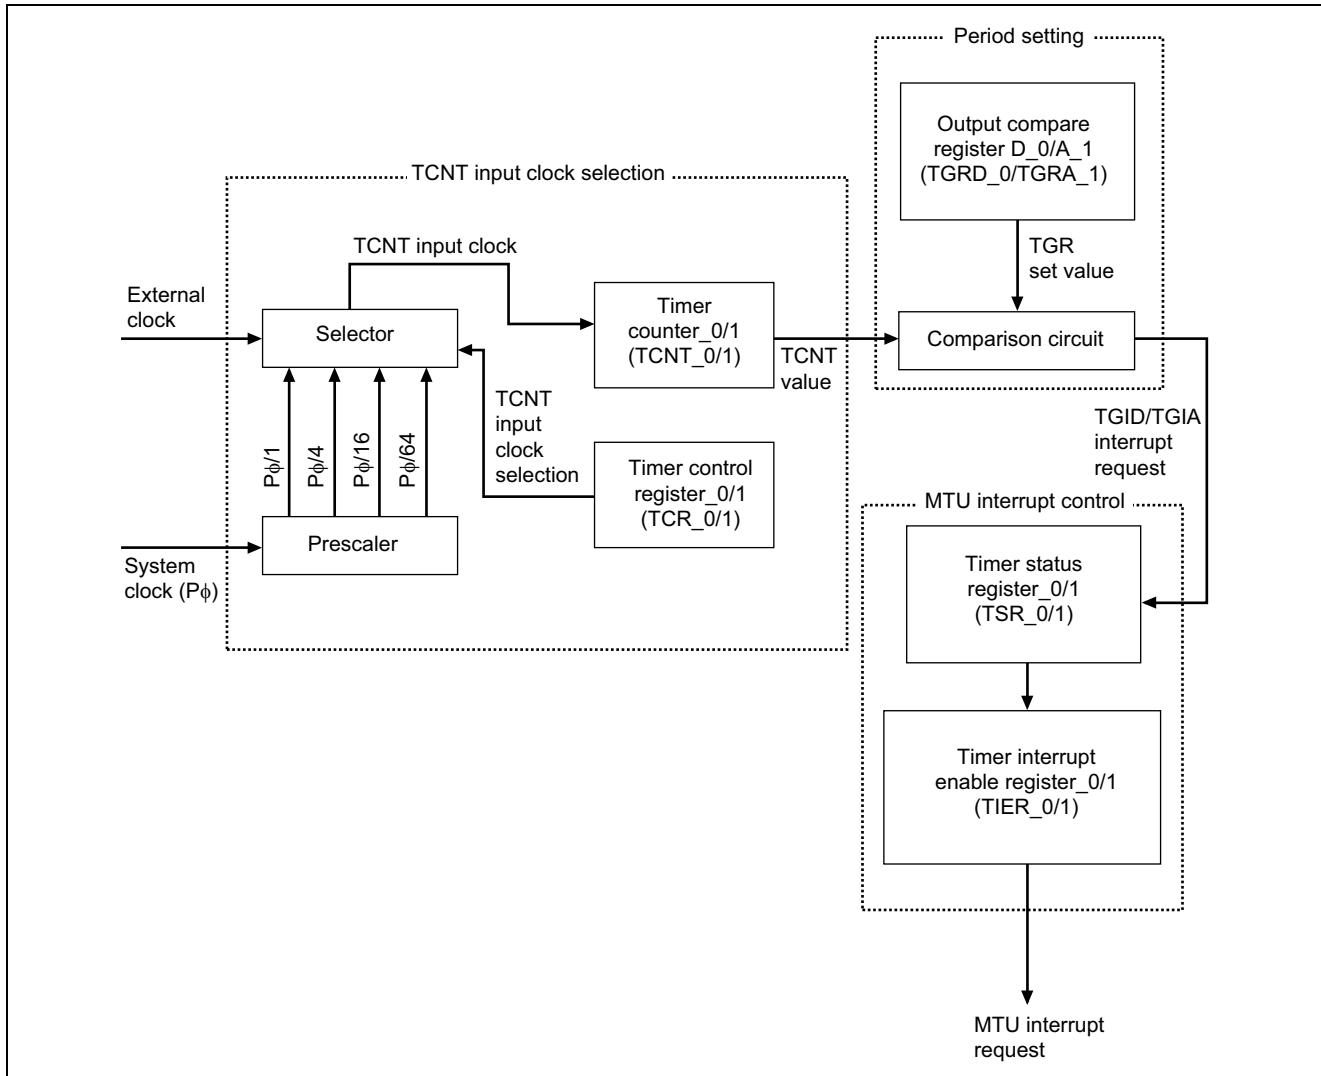 Period setting
Output compare
register D_0/A_1
(TGRD_0/TGRA_1)
TGR
set value
Comparison circuit
TCNT input clock selection
TCNT input clock
External
clock
Selector
Timer
counter_0/1
(TCNT_0/1)
TCNT
value
TCNT
input
clock
selection
Pϕ/1
Pϕ/4
Pϕ/16
Pϕ/64
Timer control
register_0/1
(TCR_0/1)
Prescaler
System
clock (Pϕ)
TGID/TGIA
interrupt
request
MTU interrupt control
Timer status
register_0/1
(TSR_0/1)
Timer interrupt
enable register_0/1
(TIER_0/1)
MTU interrupt
request